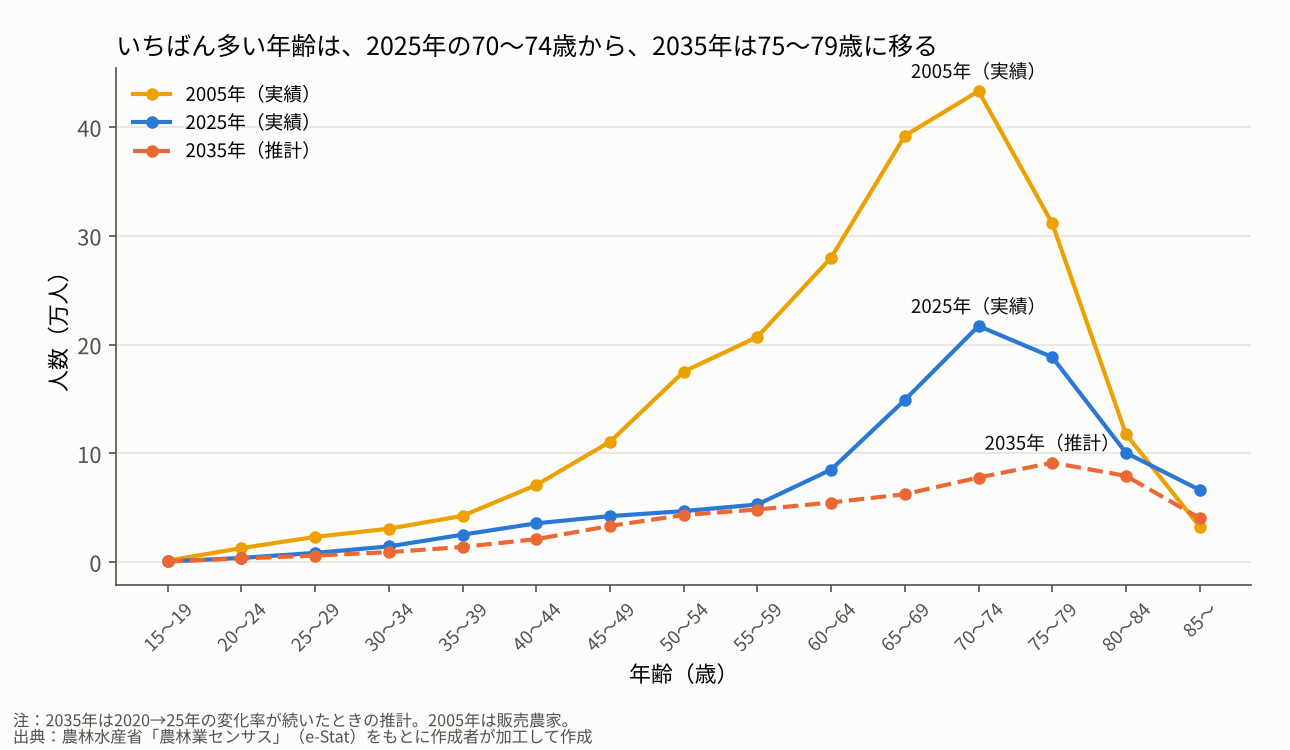 いちばん多い年齢は、2025年の70〜74歳から、2035年は75〜79歳に移る
2005年（実績）
2025年（実績）
2035年（推計）
2005年（実績）
2025年（実績）
2035年（推計）
人数（万人）
40
30
20
10
0
15〜19
20〜24
25〜29
30〜34
35〜39
40〜44
45〜49
50〜54
55〜59
60〜64
65〜69
70〜74
75〜79
80〜84
85〜
年齢（歳）
注：2035年は2020→25年の変化率が続いたときの推計。2005年は販売農家。
出典：農林水産省「農林業センサス」（e-Stat）をもとに作成者が加工して作成